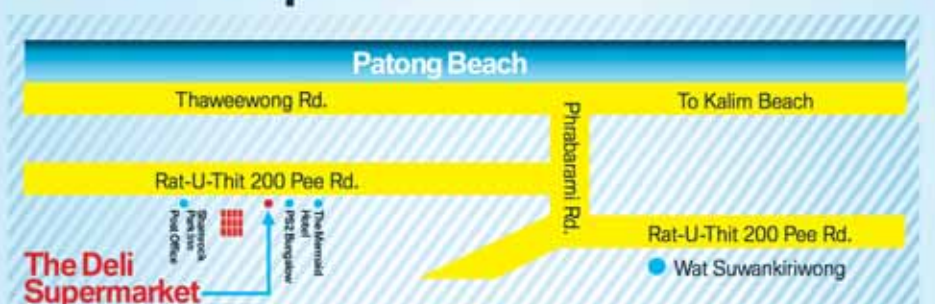 Patong Beach
Thaweewong Rd.
To Kalim Beach
Phrabarami Rd.
Rat-U-Thit 200 Pee Rd.
Shamrock
Park Inn
Post Office
The Mermaid
Hotel
PS2 Bungalow
Rat-U-Thit 200 Pee Rd.
Wat Suwankiriwong
The Deli
Supermarket